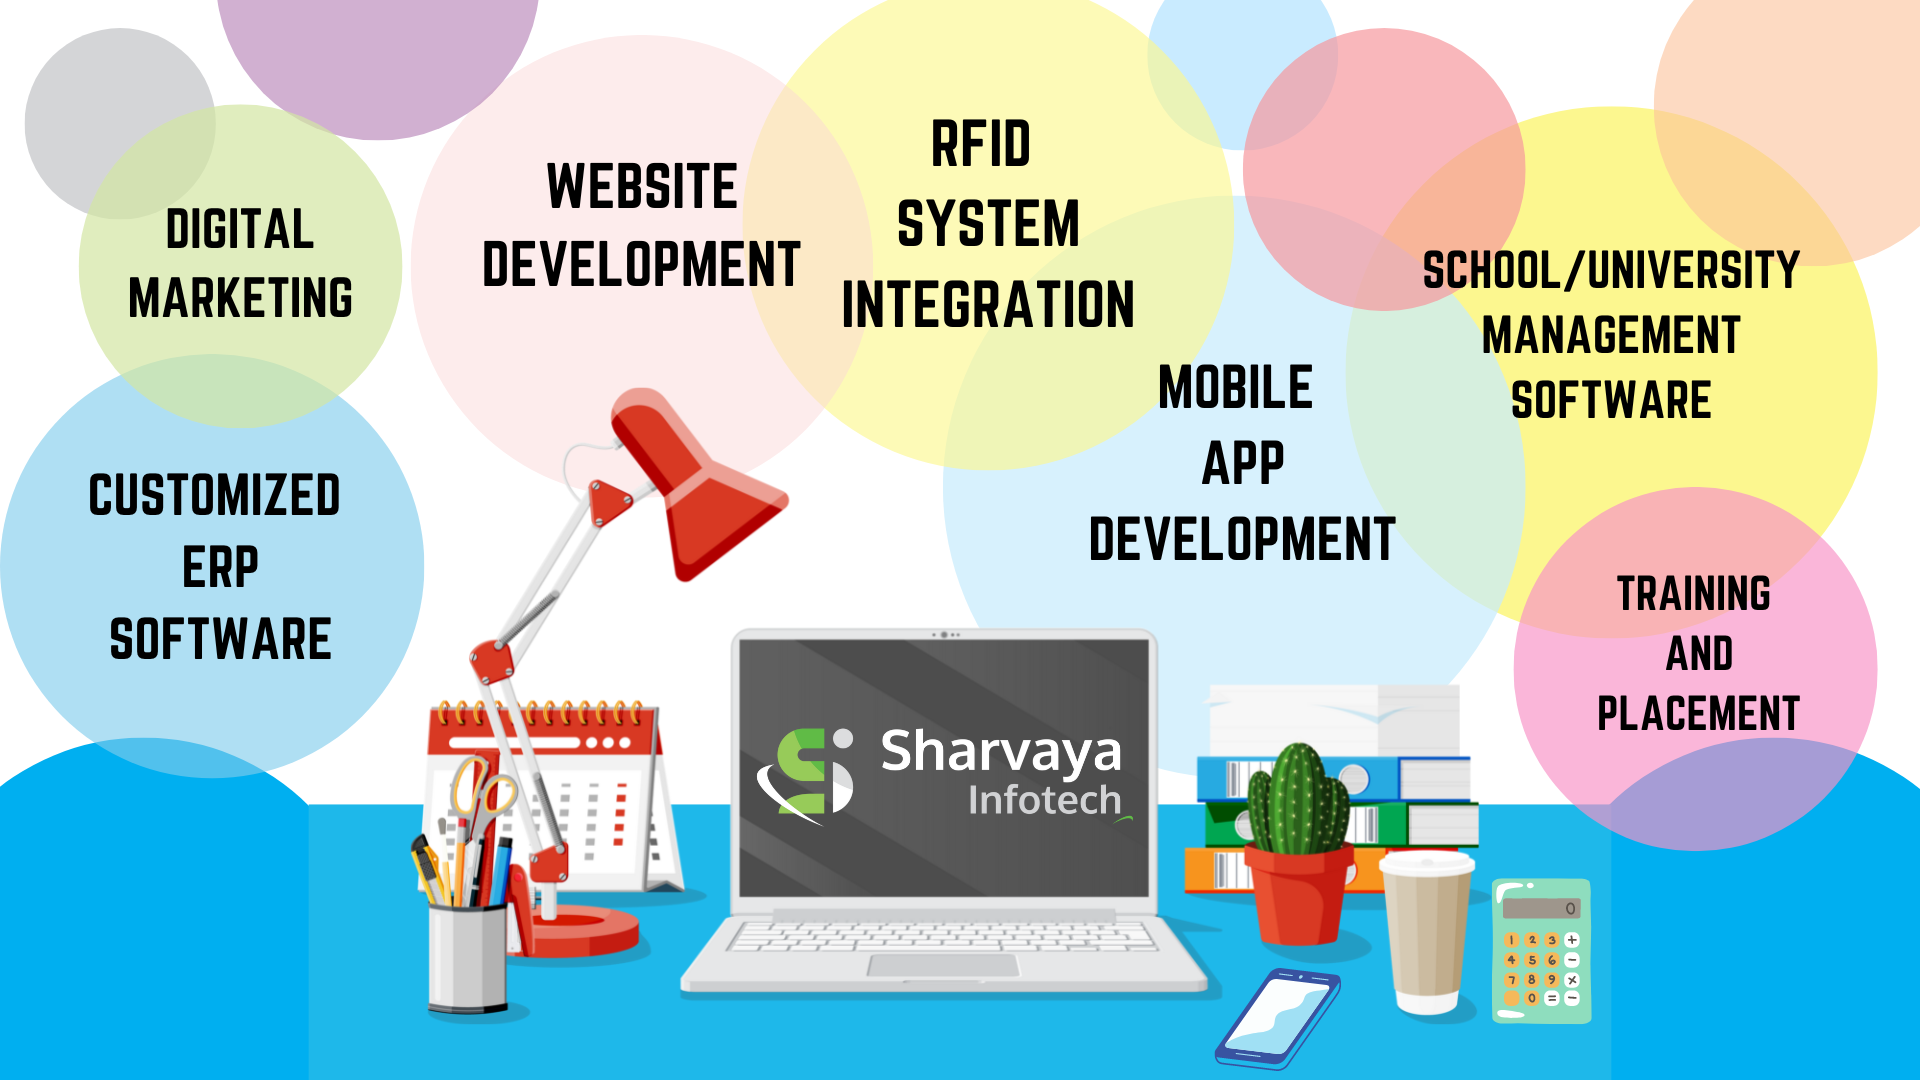 DIGITAL
MARKETING
WEBSITE
DEVELOPMENT
RFID
SYSTEM
INTEGRATION
SCHOOL/UNIVERSITY
MANAGEMENT
SOFTWARE
MOBILE
APP
DEVELOPMENT
CUSTOMIZED
ERP
SOFTWARE
TRAINING
AND
PLACEMENT
Sharvaya
Infotech
0
1 2 3 +
4 5 6 −
7 8 9 ×
0 = −